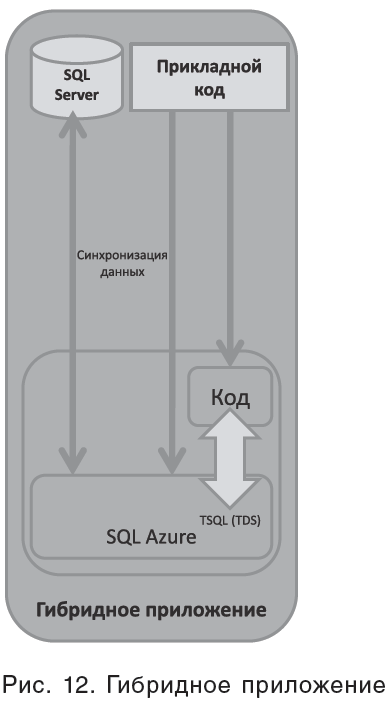 SQL
Server
Прикладной
код
Синхронизация
данных
Код
TSQL (TDS)
SQL Azure
Гибридное приложение
Рис. 12. Гибридное приложение